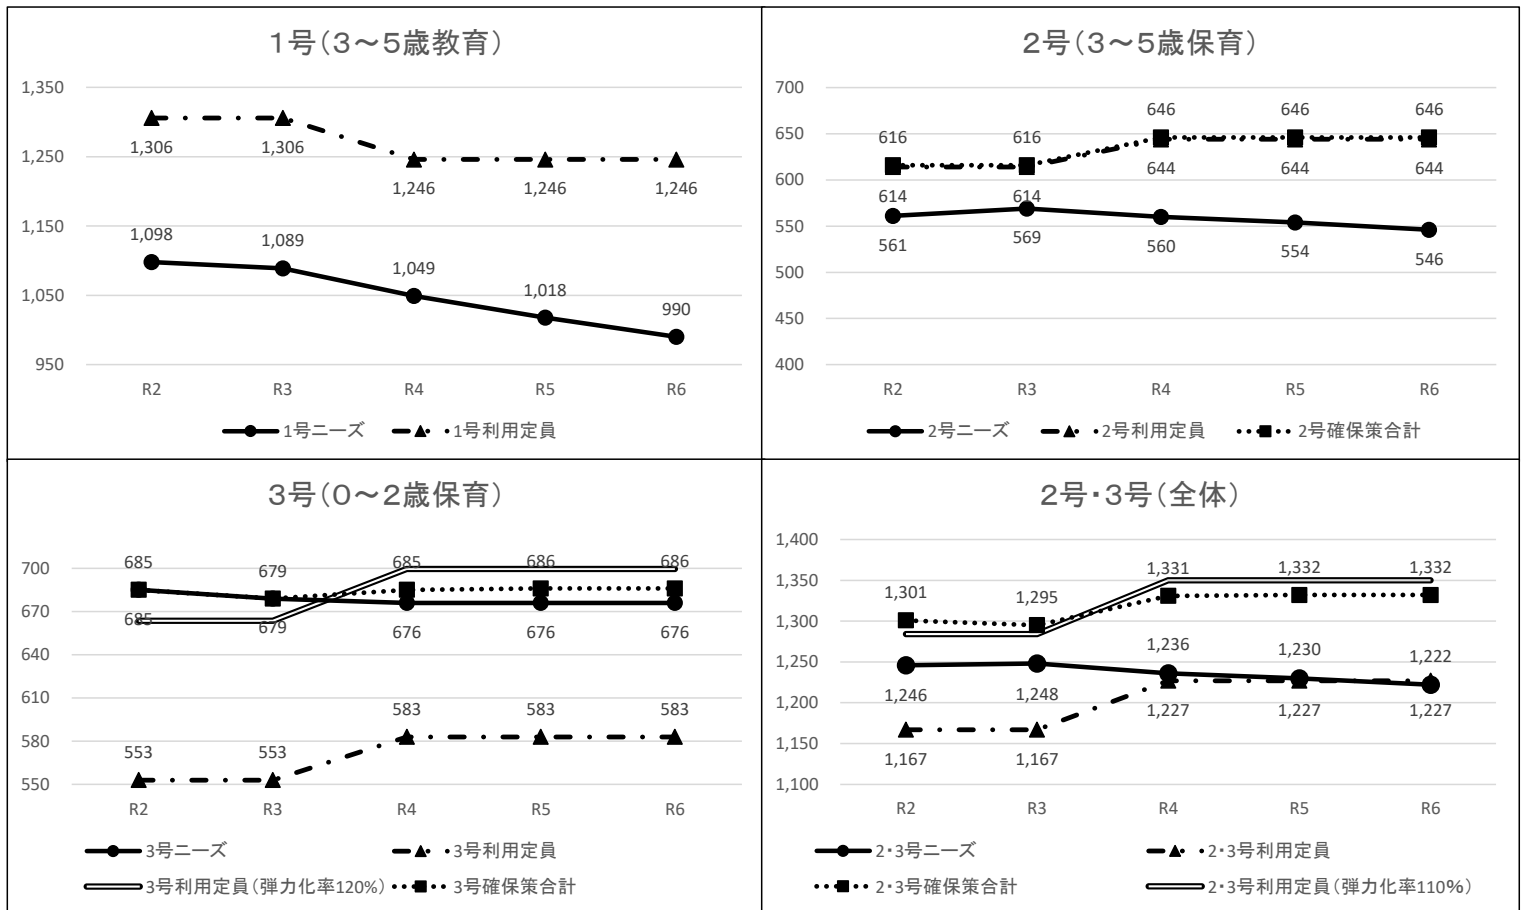 1号(3～5歳教育)
1,350
1,250
1,150
1,050
950
1,306 1,306 1,246 1,246 1,246
1,098 1,089 1,049 1,018 990
R2 R3 R4 R5 R6
1号ニーズ 1号利用定員
2号(3～5歳保育)
700
650
600
550
500
450
400
616 616 646 646 646
614 614 644 644 644
561 569 560 554 546
R2 R3 R4 R5 R6
2号ニーズ 2号利用定員 2号確保策合計
3号(0～2歳保育)
700
670
640
610
580
550
685 679 685 686 686
685 679 676 676 676
553 553 583 583 583
R2 R3 R4 R5 R6
3号ニーズ 3号利用定員
3号利用定員(弾力化率120%) 3号確保策合計
2号・3号(全体)
1,400
1,350
1,300
1,250
1,200
1,150
1,100
1,301 1,295 1,331 1,332 1,332
1,246 1,248 1,236 1,230 1,222
1,167 1,167 1,227 1,227 1,227
R2 R3 R4 R5 R6
2・3号ニーズ 2・3号利用定員
2・3号確保策合計 2・3号利用定員(弾力化率110%)